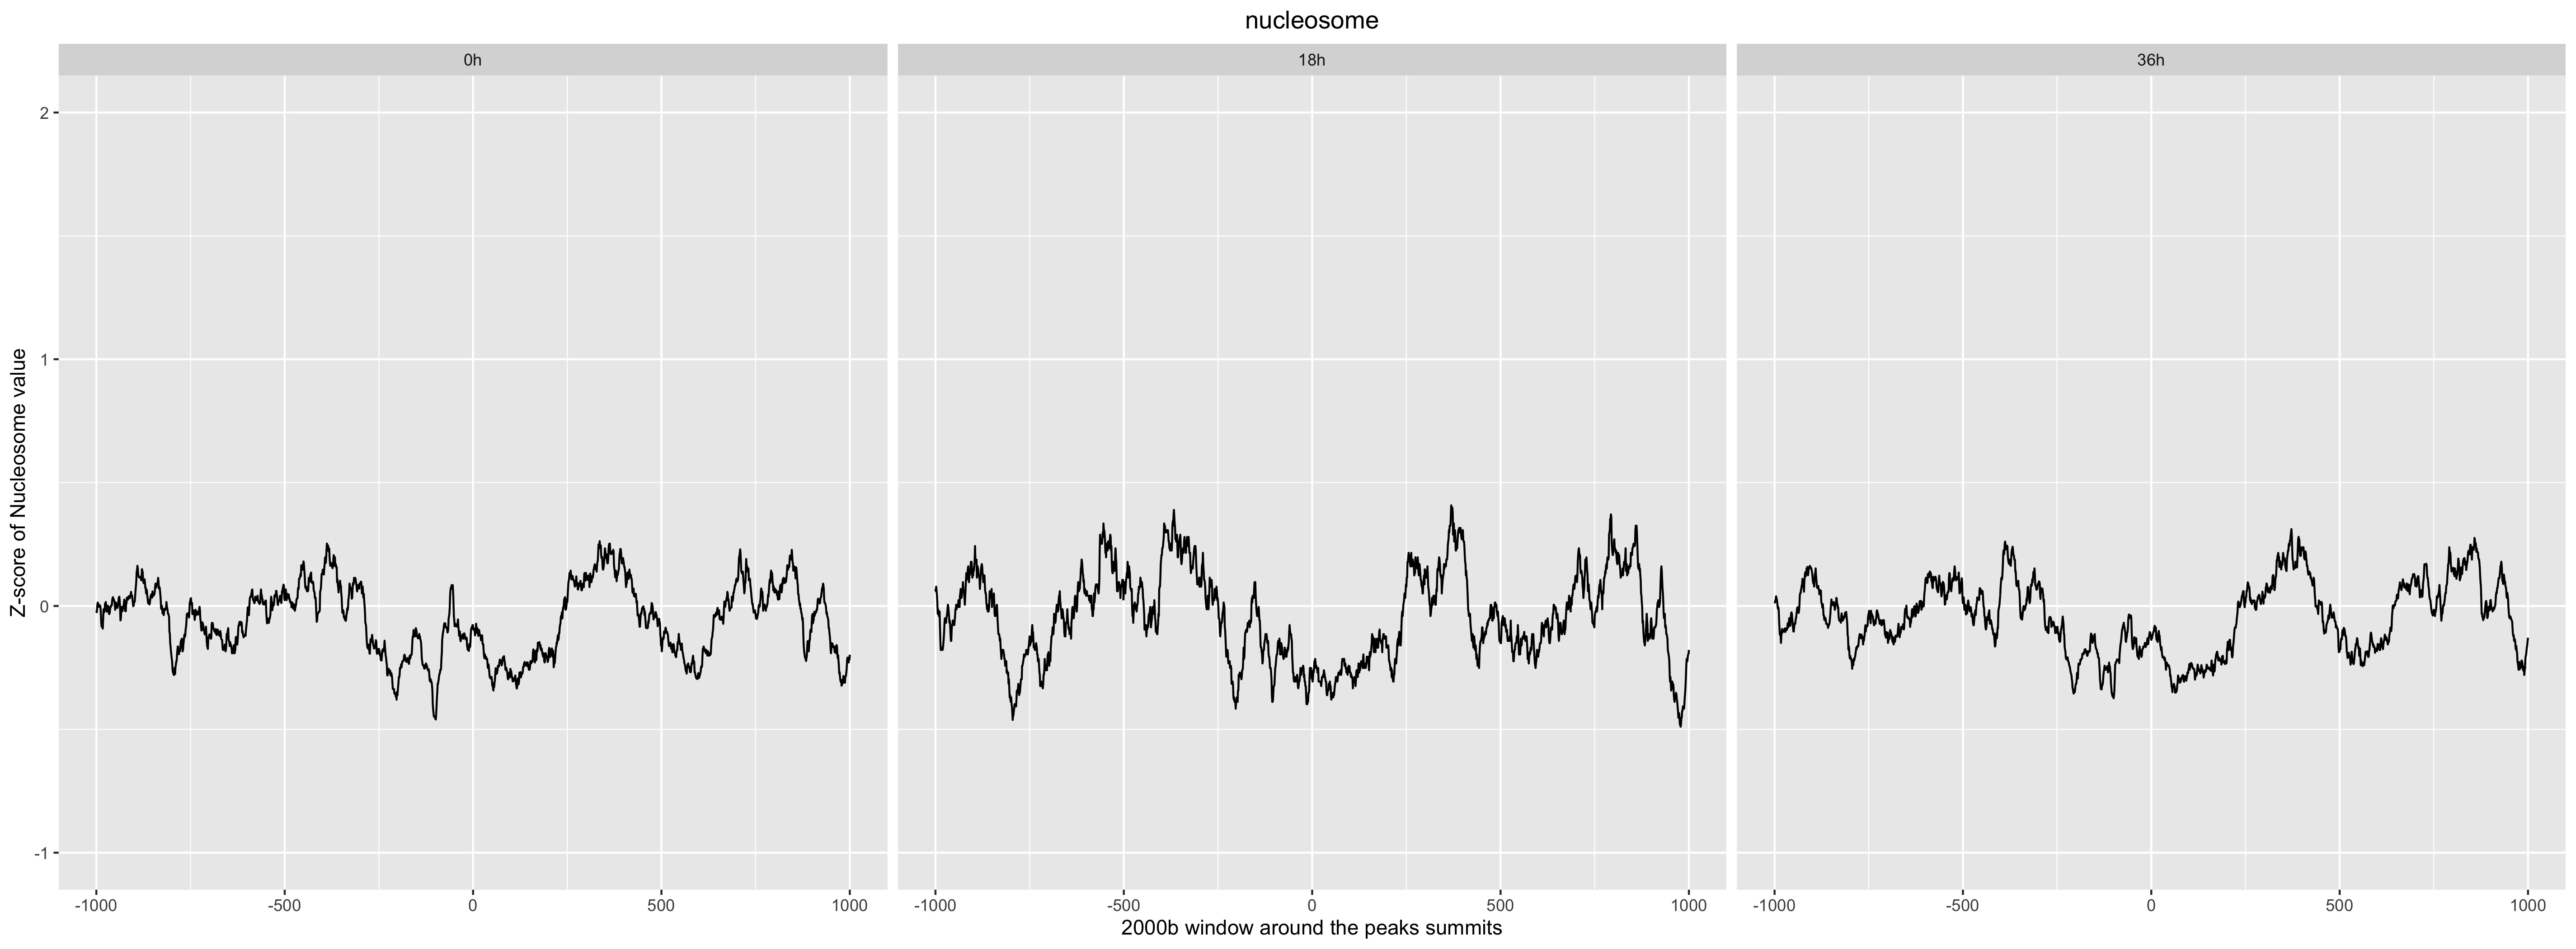 nucleosome
0h 18h 36h
Z-score of Nucleosome value
2
1
0
-1
-1000 -500 0 500 1000 -1000 -500 0 500 1000 -1000 -500 0 500 1000
2000b window around the peaks summits